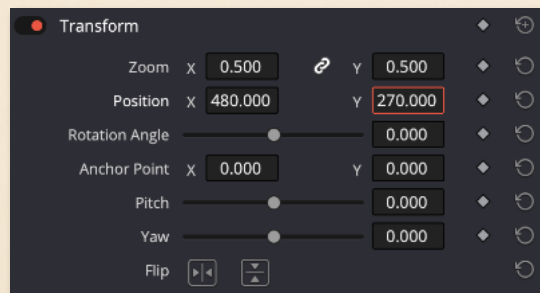 Transform
Zoom X 0.500 Y 0.500
Position X 480.000 Y 270.000
Rotation Angle 0.000
Anchor Point X 0.000 Y 0.000
Pitch 0.000
Yaw 0.000
Flip